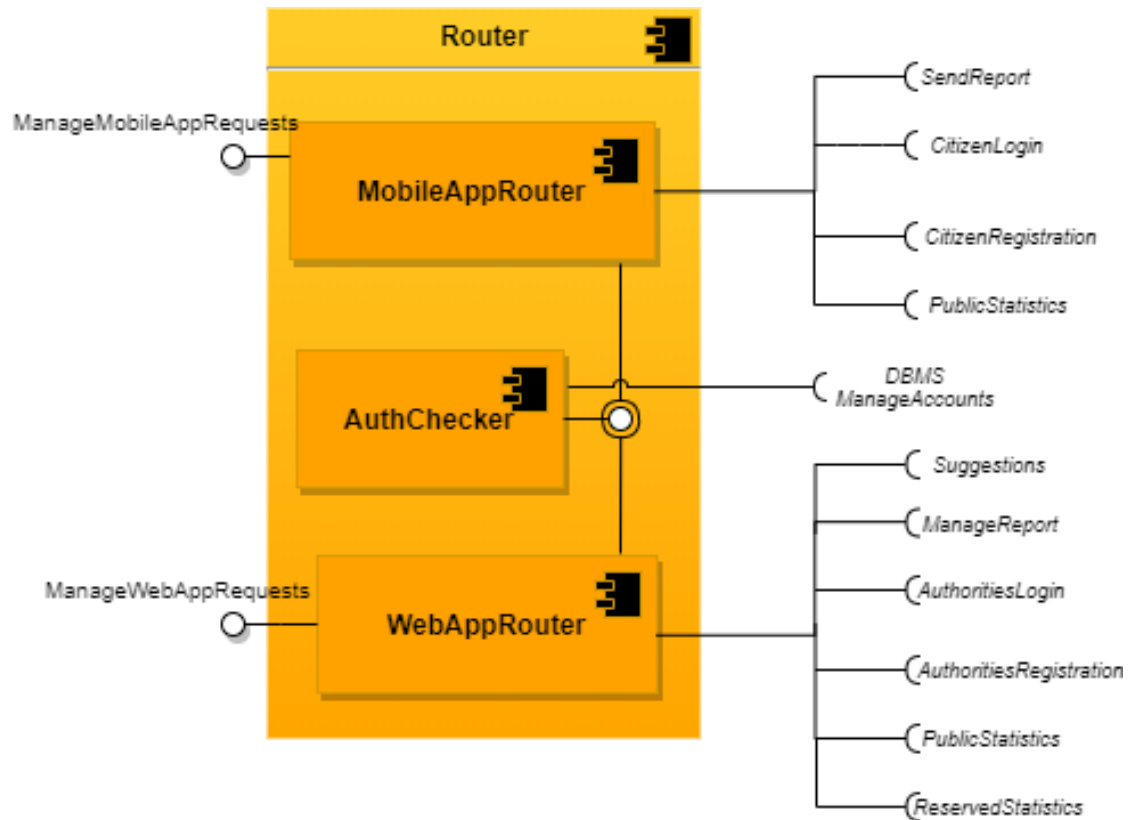 Router
ManageMobileAppRequests
MobileAppRouter
SendReport
CitizenLogin
CitizenRegistration
PublicStatistics
AuthChecker
DBMS
ManageAccounts
ManageWebAppRequests
WebAppRouter
Suggestions
ManageReport
AuthoritiesLogin
AuthoritiesRegistration
PublicStatistics
ReservedStatistics